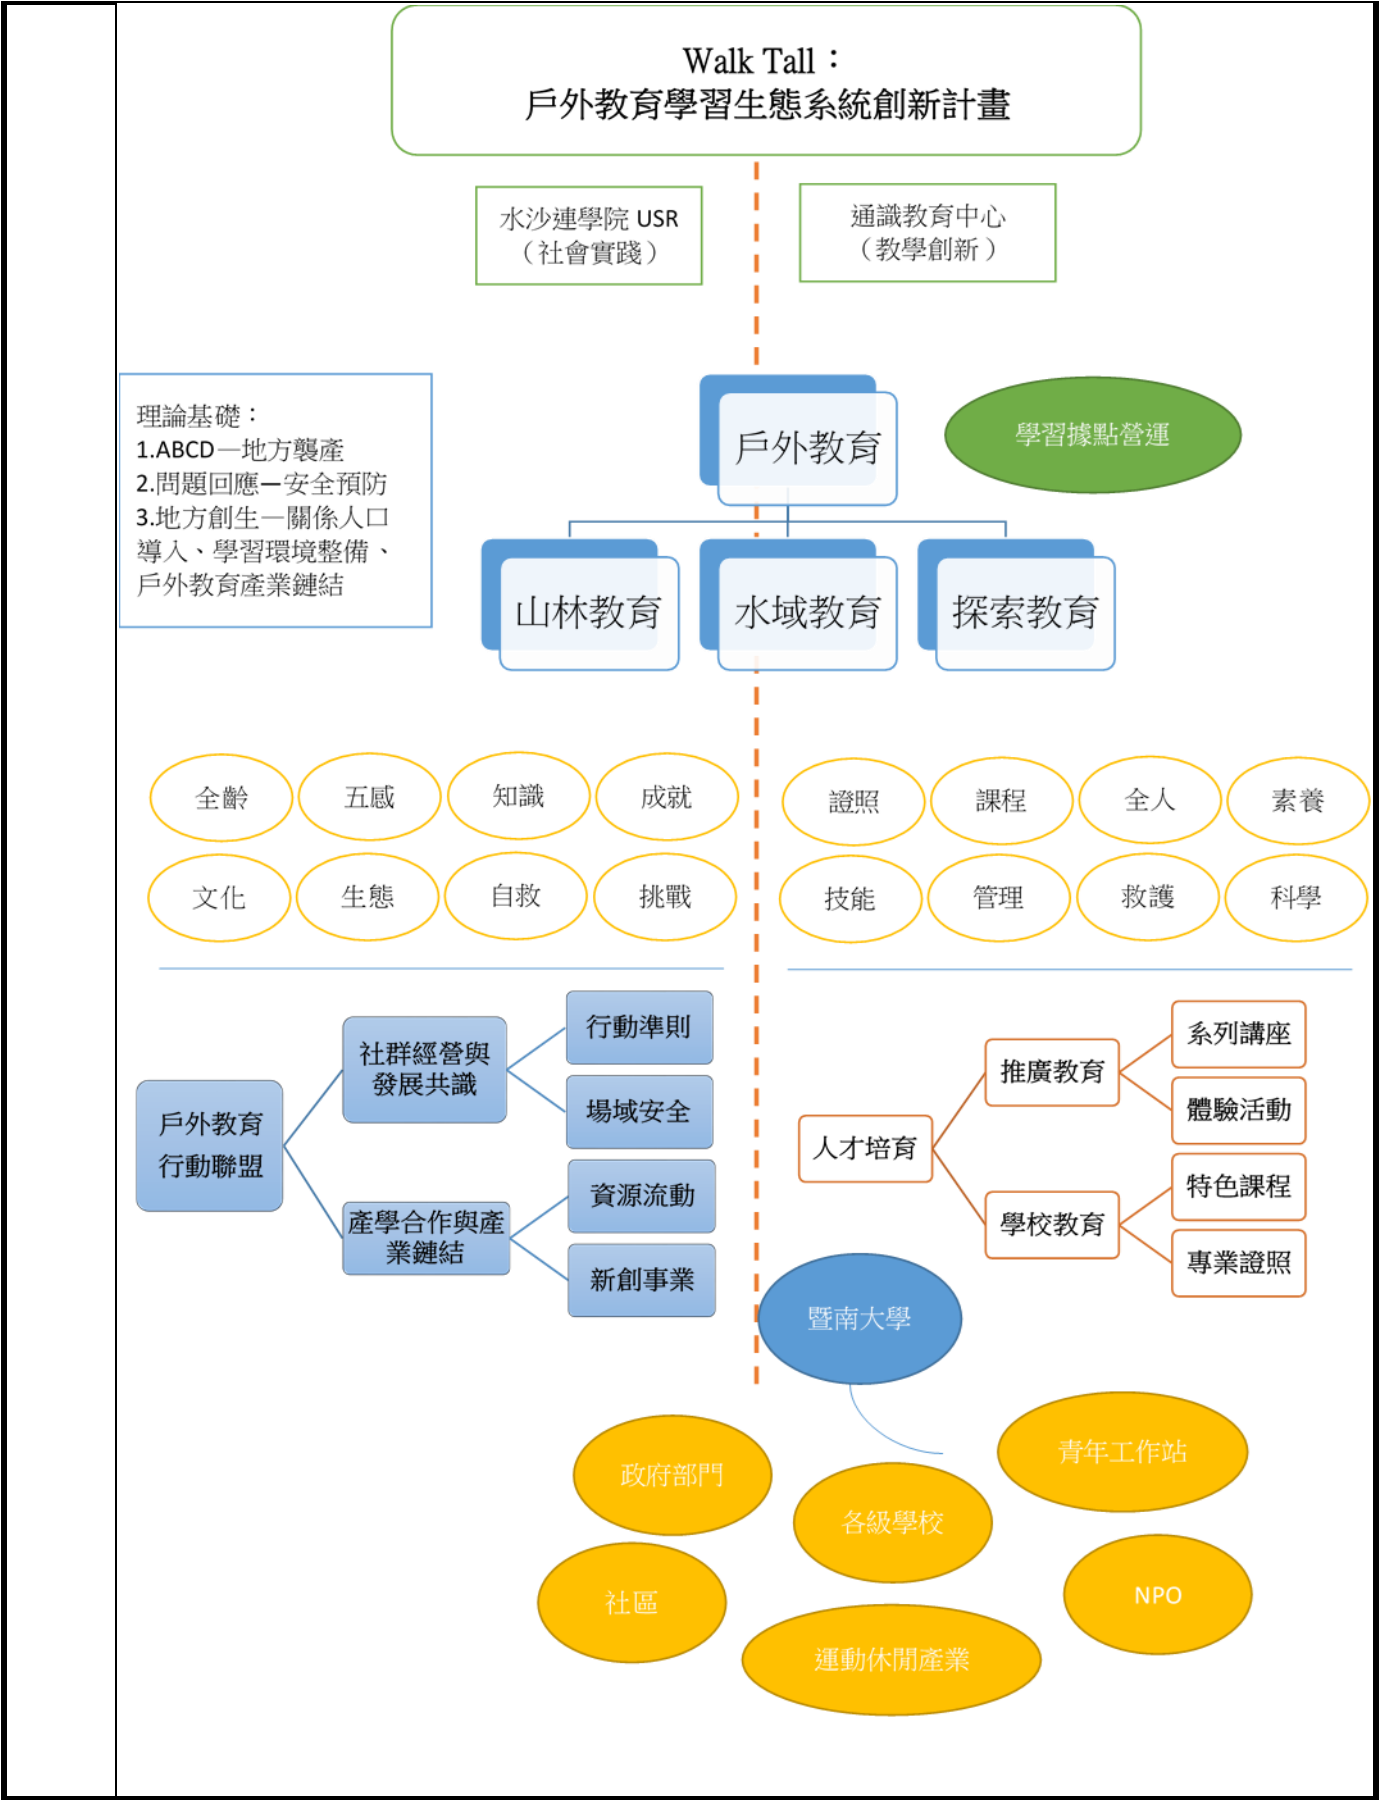 Walk Tall：
戶外教育學習生態系統創新計畫
水沙連學院 USR
（社會實踐）
通識教育中心
（教學創新）
理論基礎：
1.ABCD—地方襲產
2.問題回應—安全預防
3.地方創生—關係人口
導入、學習環境整備、
戶外教育產業鏈結
戶外教育
學習據點營運
山林教育
水域教育
探索教育
全齡
五感
知識
成就
證照
課程
全人
素養
文化
生態
自救
挑戰
技能
管理
救護
科學
戶外教育
行動聯盟
社群經營與
發展共識
行動準則
場域安全
產學合作與產
業鏈結
資源流動
新創事業
人才培育
推廣教育
系列講座
體驗活動
學校教育
特色課程
專業證照
暨南大學
政府部門
各級學校
青年工作站
社區
NPO
運動休閒產業